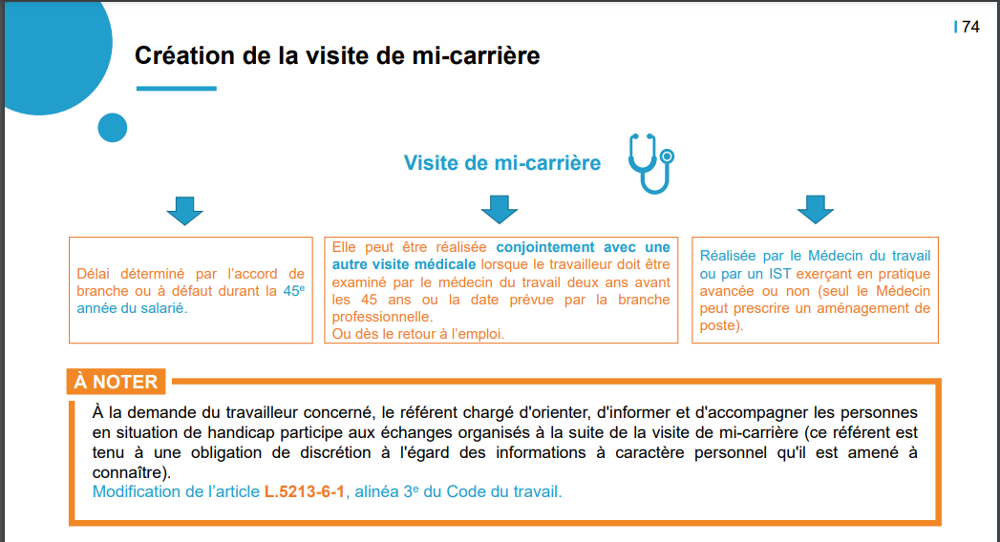 74
Création de la visite de mi-carrière
Visite de mi-carrière
Délai déterminé par l'accord de
branche ou à défaut durant la 45e
année du salarié.
Elle peut être réalisée conjointement avec une
autre visite médicale lorsque le travailleur doit être
examiné par le médecin du travail deux ans avant
les 45 ans ou la date prévue par la branche
professionnelle.
Ou dès le retour à l'emploi.
Réalisée par le Médecin du travail
ou par un IST exerçant en pratique
avancée ou non (seul le Médecin
peut prescrire un aménagement de
poste).
À NOTER
À la demande du travailleur concerné, le référent chargé d'orienter, d'informer et d'accompagner les personnes
en situation de handicap participe aux échanges organisés à la suite de la visite de mi-carrière (ce référent est
tenu à une obligation de discrétion à l'égard des informations à caractère personnel qu'il est amené à
connaître).
Modification de l'article L.5213-6-1, alinéa 3e du Code du travail.